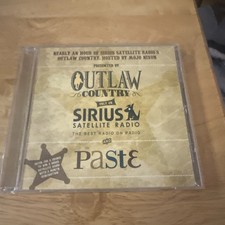 NEARLY AN HOUR OF SIRIUS SATELLITE RADIO'S
OUTLAW COUNTRY, HOSTED BY MOJO NIXON
PRESENTED BY
OUTLAW
COUNTRY
SIRIUS
SATELLITE RADIO
THE BEST RADIO ON RADIO
AND
PASTE